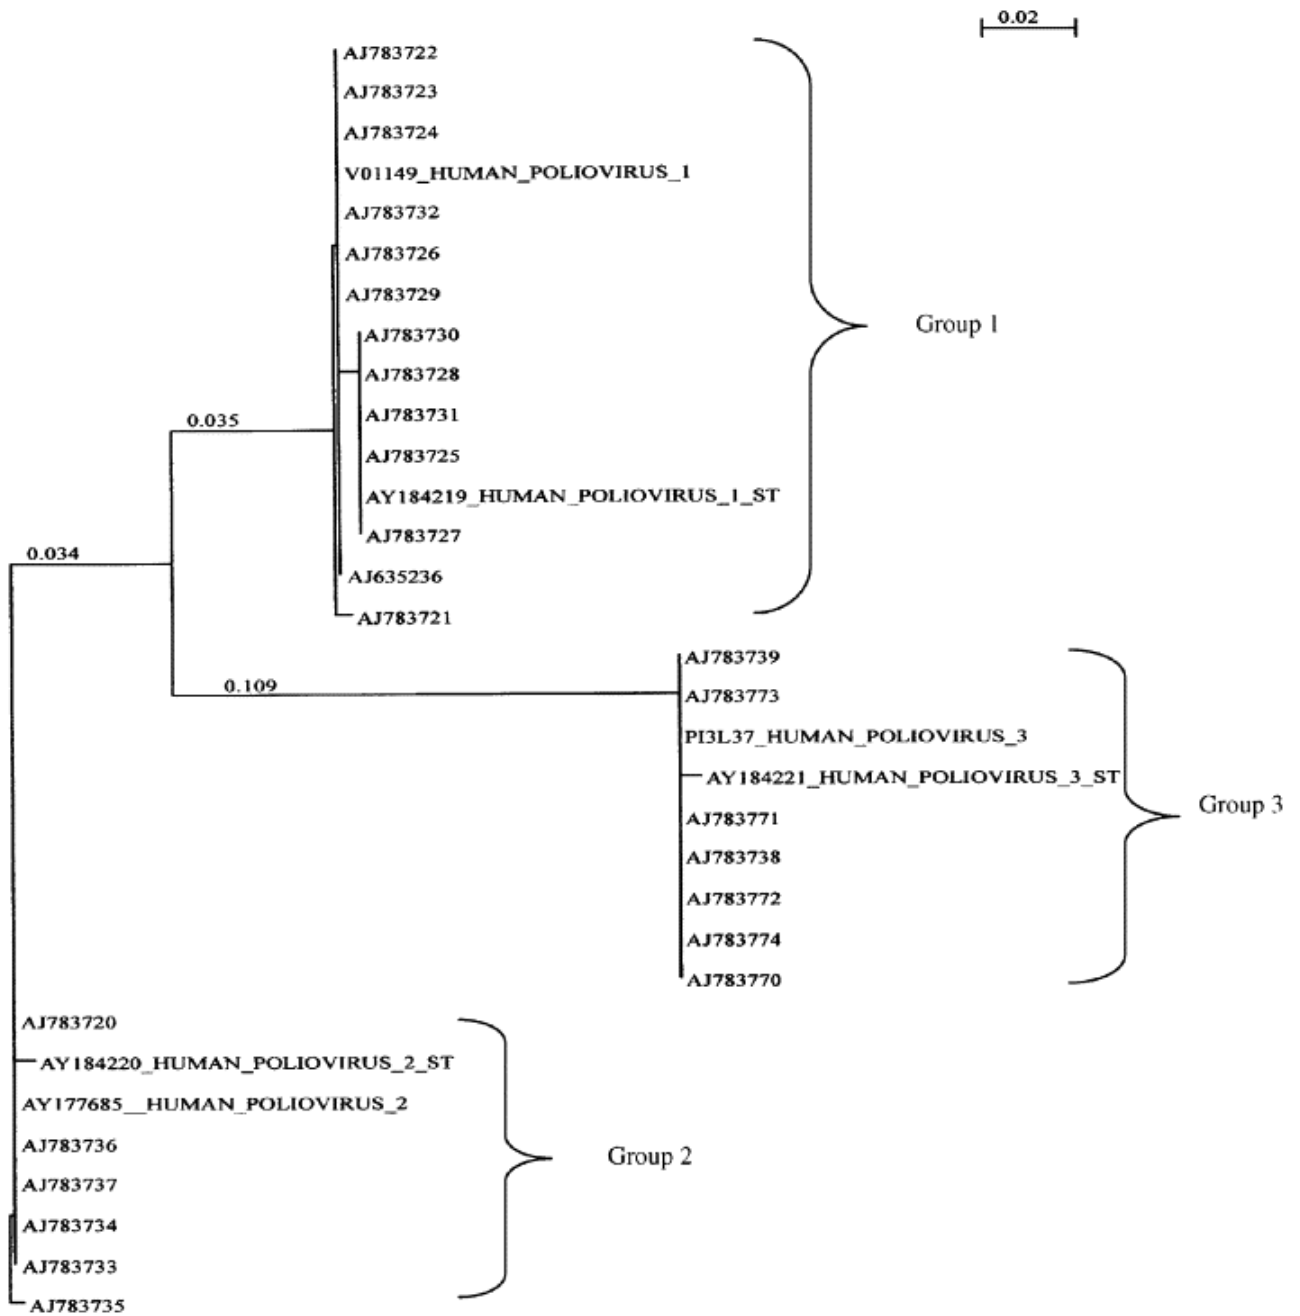 0.02
AJ783722
AJ783723
AJ783724
V01149_HUMAN_POLIOVIRUS_1
AJ783732
AJ783726
AJ783729
Group 1
AJ783730
AJ783728
AJ783731
0.035
AJ783725
AY184219_HUMAN_POLIOVIRUS_1_ST
AJ783727
0.034
AJ635236
AJ783721
AJ783739
0.109
AJ783773
PI3L37_HUMAN_POLIOVIRUS_3
AY184221_HUMAN_POLIOVIRUS_3_ST
Group 3
AJ783771
AJ783738
AJ783772
AJ783774
AJ783770
AJ783720
AY184220_HUMAN_POLIOVIRUS_2_ST
AY177685__HUMAN_POLIOVIRUS_2
AJ783736
Group 2
AJ783737
AJ783734
AJ783733
AJ783735